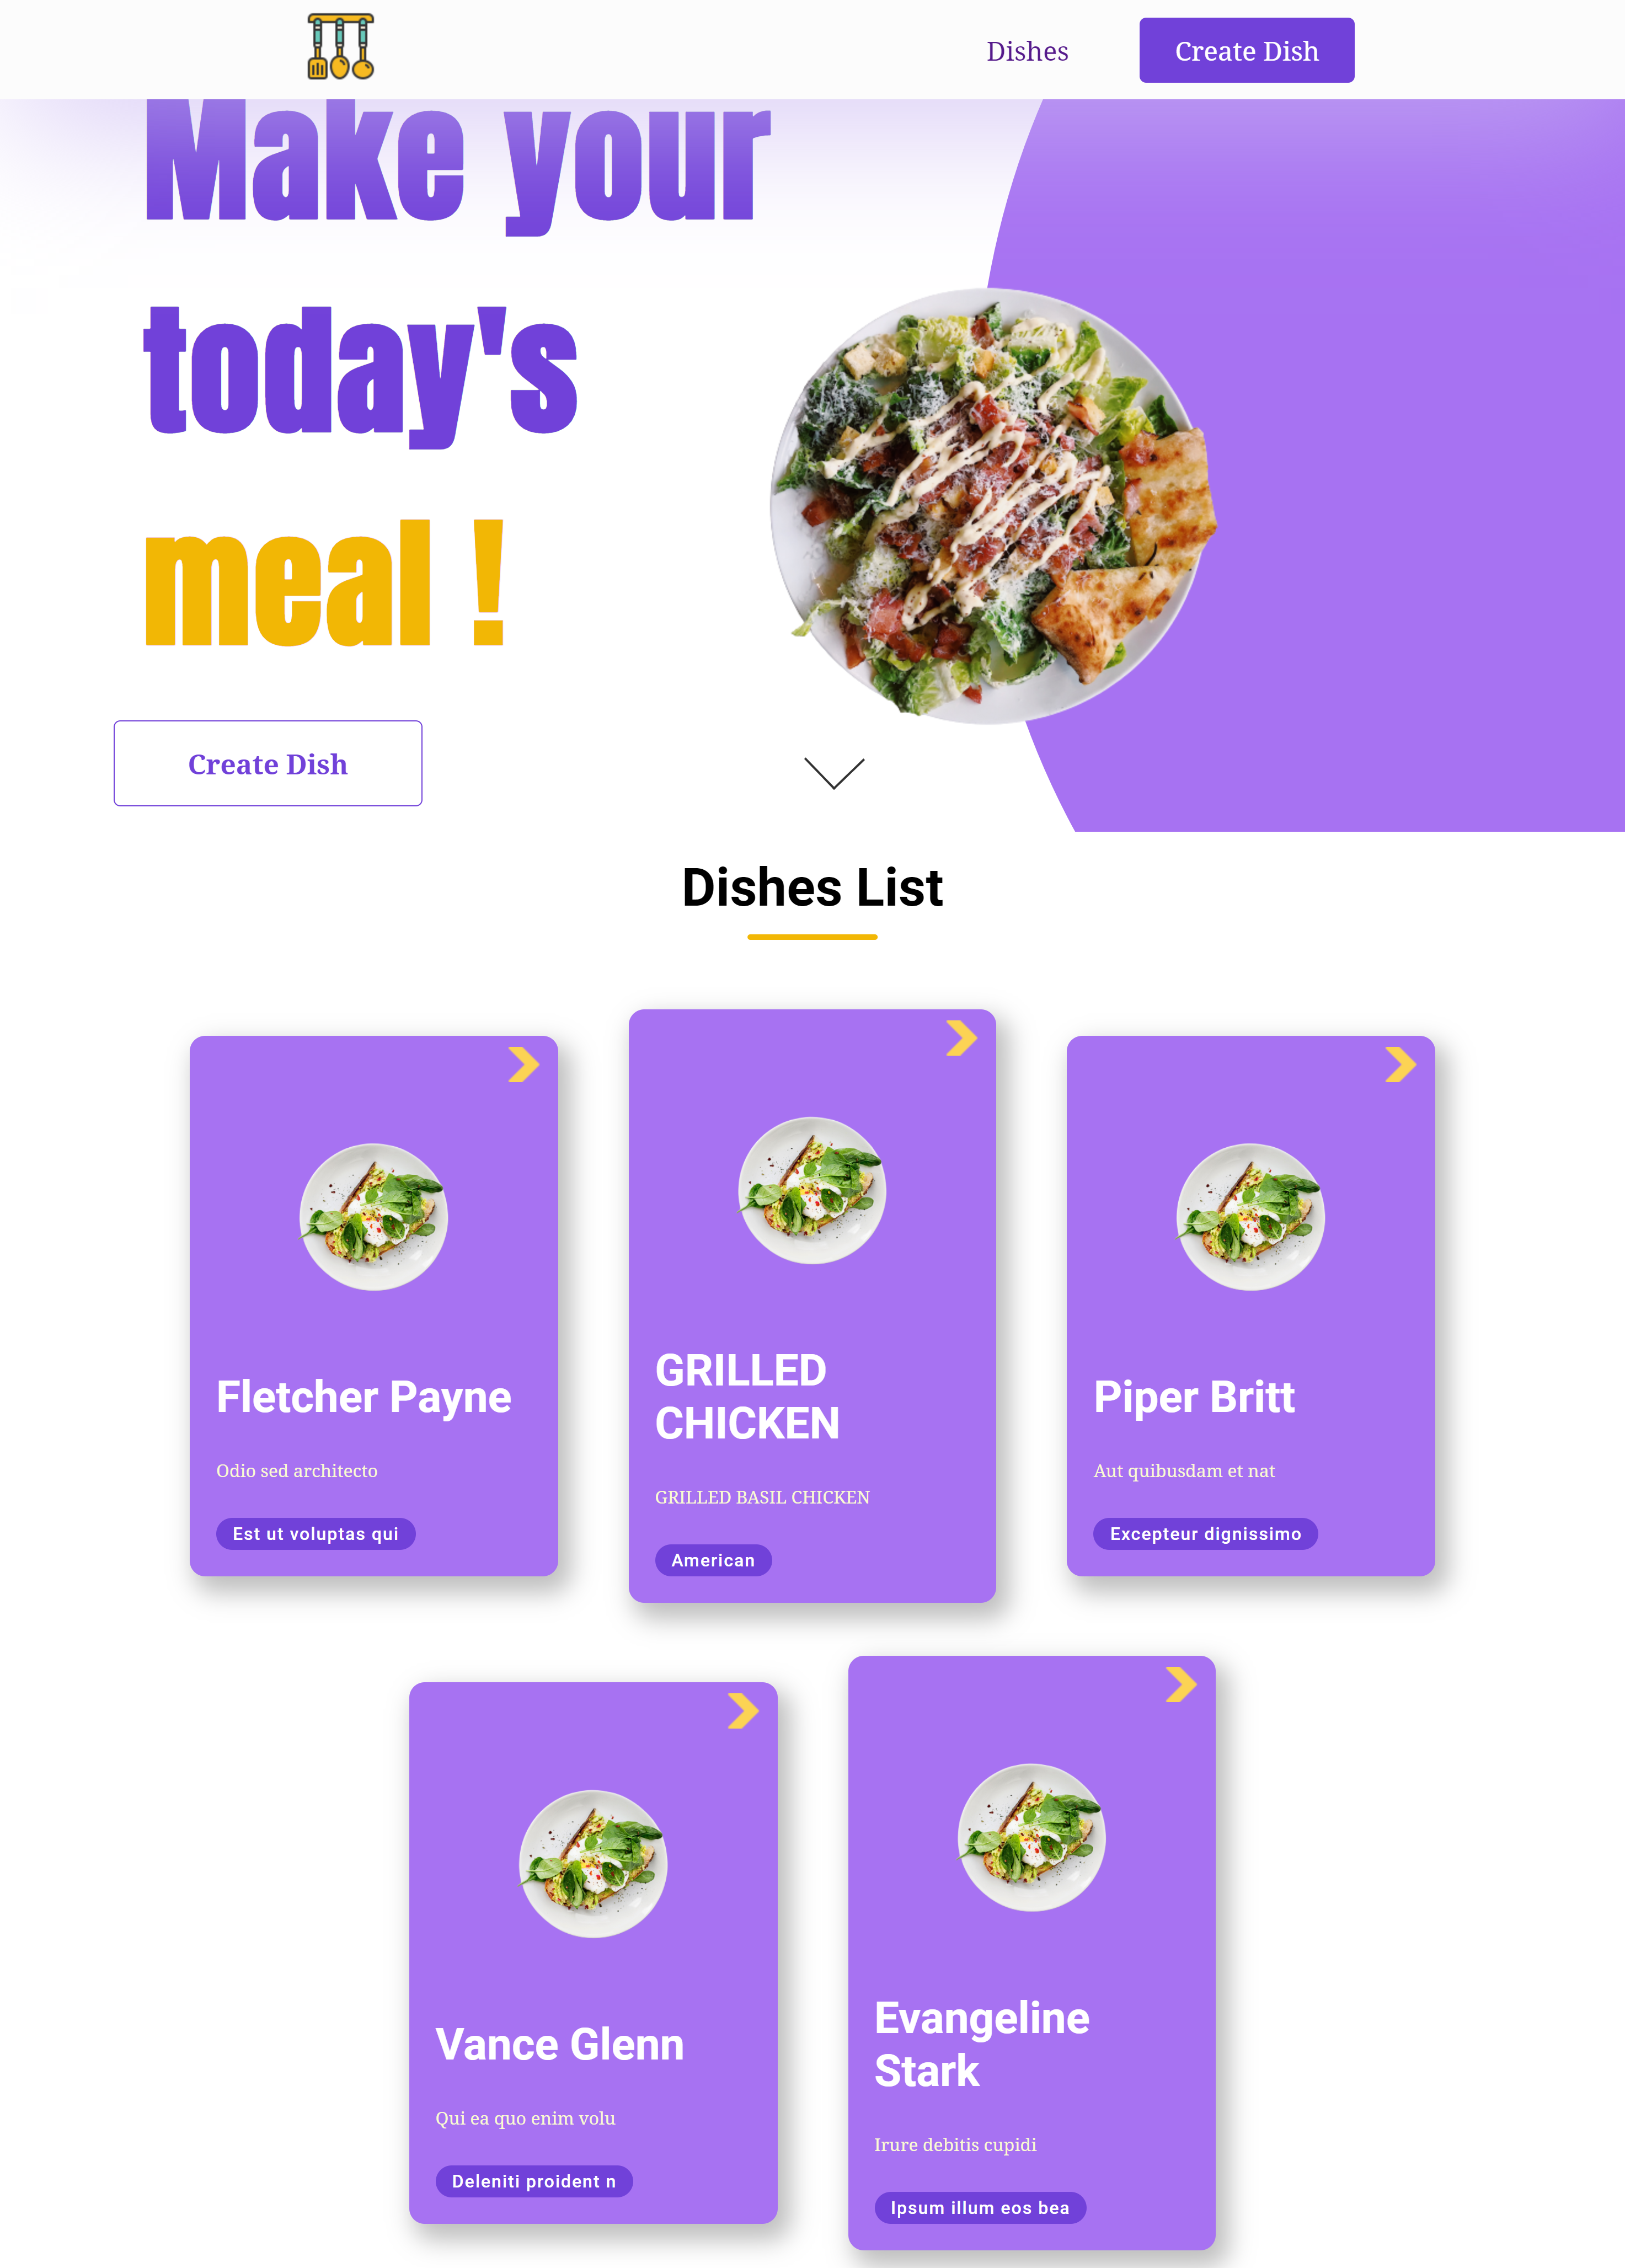 Dishes
Create Dish
Make your
today's
meal !
Create Dish
Dishes List
Fletcher Payne
Odio sed architecto
Est ut voluptas qui
GRILLED
CHICKEN
GRILLED BASIL CHICKEN
American
Piper Britt
Aut quibusdam et nat
Excepteur dignissimo
Vance Glenn
Qui ea quo enim volu
Deleniti proident n
Evangeline
Stark
Irure debitis cupidi
Ipsum illum eos bea